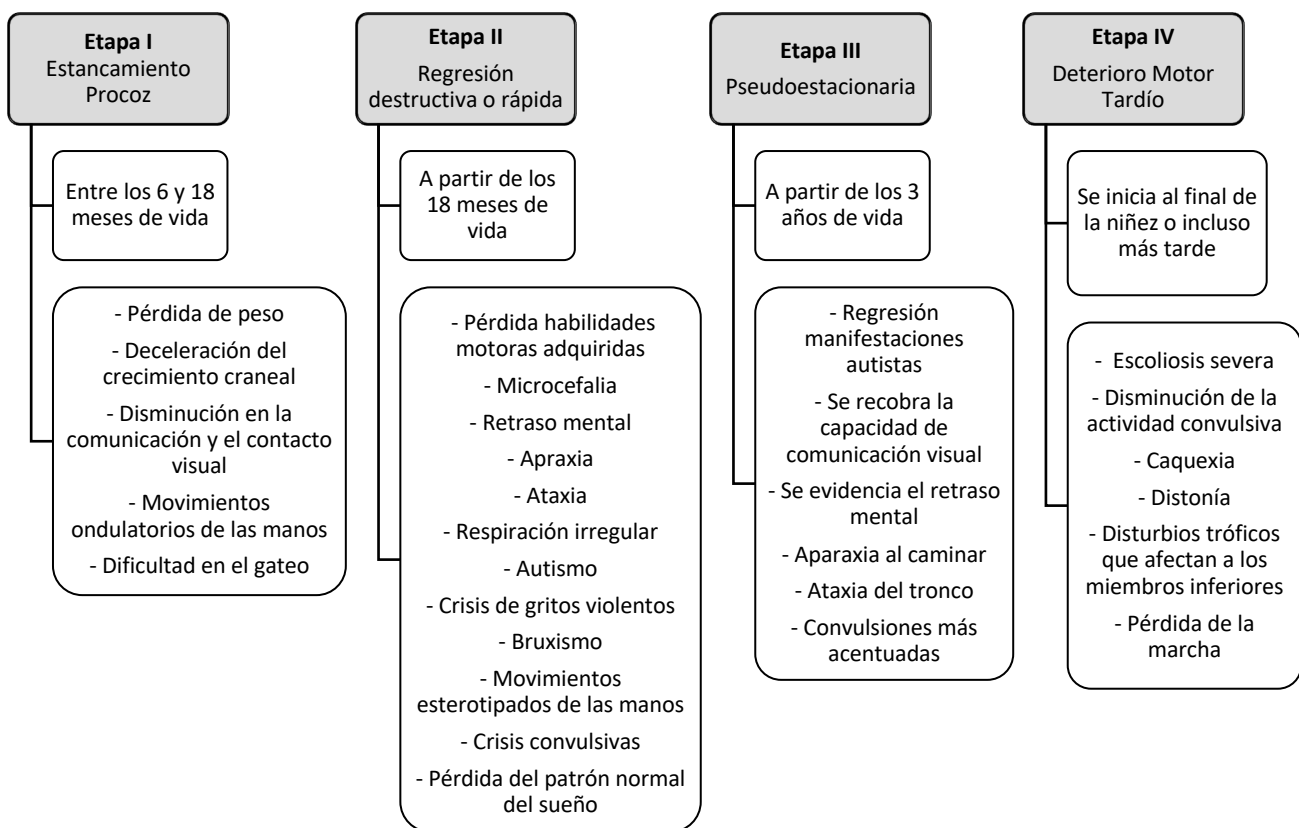 Etapa I
Estancamiento
Procoz
Entre los 6 y 18
meses de vida
- Pérdida de peso
- Deceleración del
crecimiento craneal
- Disminución en la
comunicación y el contacto
visual
- Movimientos
ondulatorios de las manos
- Dificultad en el gateo
Etapa II
Regresión
destructiva o rápida
A partir de los
18 meses de
vida
- Pérdida habilidades
motoras adquiridas
- Microcefalia
- Retraso mental
- Apraxia
- Ataxia
- Respiración irregular
- Autismo
- Crisis de gritos violentos
- Bruxismo
- Movimientos
esterotipados de las manos
- Crisis convulsivas
- Pérdida del patrón normal
del sueño
Etapa III
Pseudoestacionaria
A partir de los 3
años de vida
- Regresión
manifestaciones
autistas
- Se recobra la
capacidad de
comunicación visual
- Se evidencia el retraso
mental
- Aparaxia al caminar
- Ataxia del tronco
- Convulsiones más
acentuadas
Etapa IV
Deterioro Motor
Tardío
Se inicia al final de
la niñez o incluso
más tarde
- Escoliosis severa
- Disminución de la
actividad convulsiva
- Caquexia
- Distonía
- Disturbios tróficos
que afectan a los
miembros inferiores
- Pérdida de la
marcha